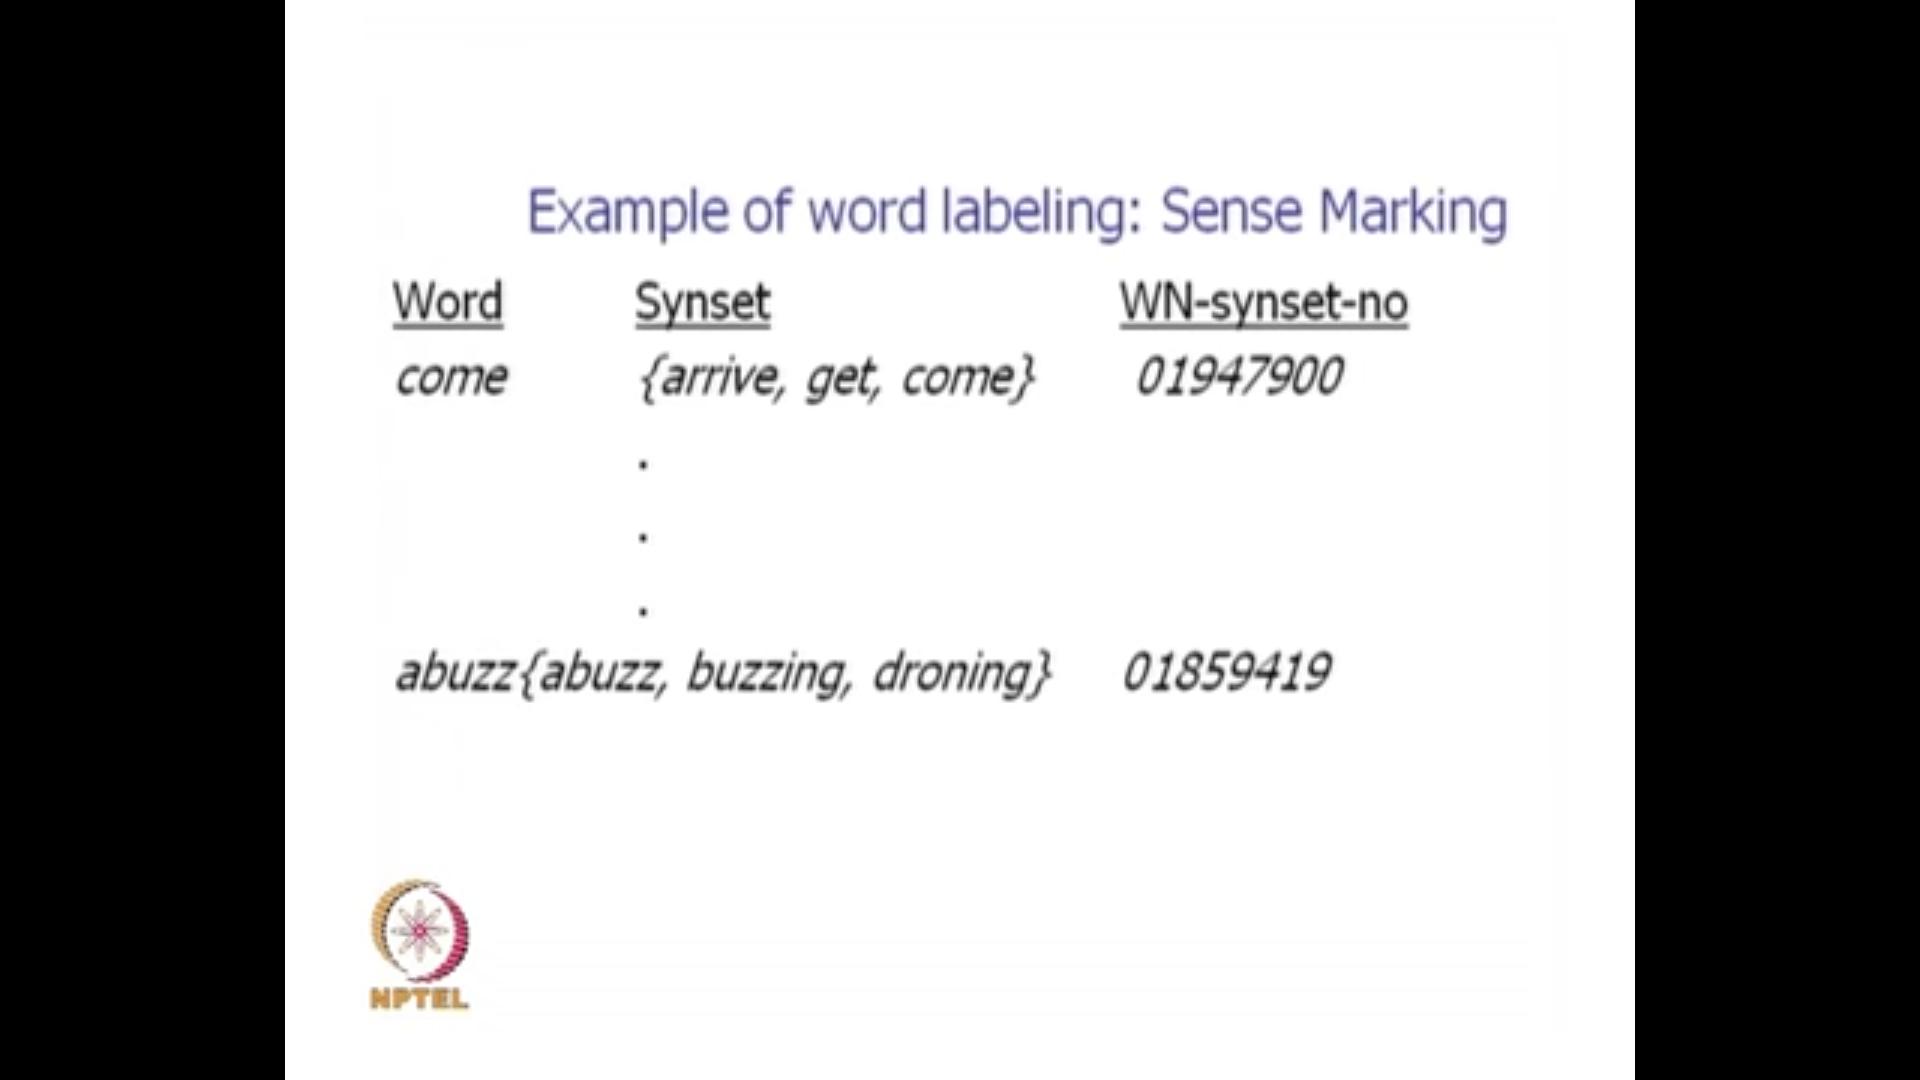 Example of word labeling: Sense Marking
Word Synset WN-synset-no
come {arrive, get, come} 01947900
.
.
.
abuzz{abuzz, buzzing, droning} 01859419
NPTEL